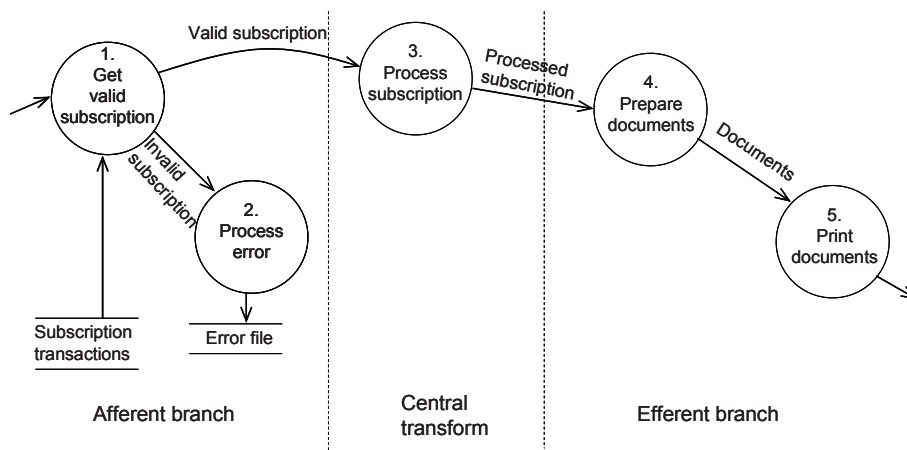 1.
Get
valid
subscription
Valid subscription
3.
Process
subscription
Processed
subscription
4.
Prepare
documents
Documents
5.
Print
documents
Invalid
subscription
2.
Process
error
Subscription
transactions
Error file
Afferent branch
Central
transform
Efferent branch